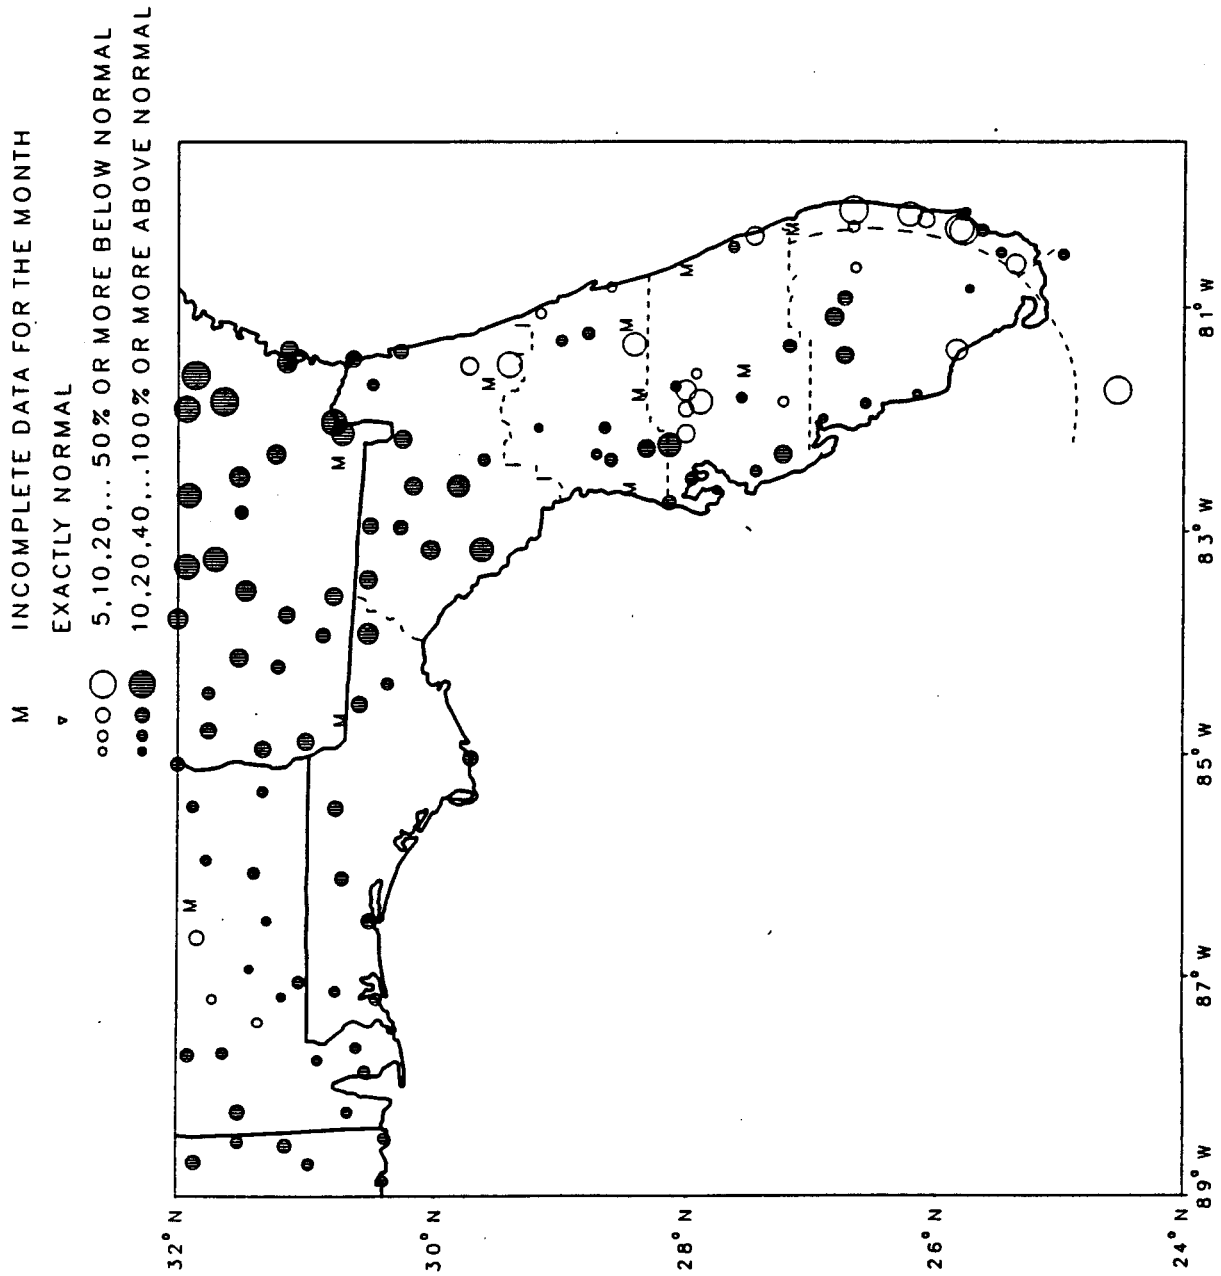 M INCOMPLETE DATA FOR THE MONTH
▿ EXACTLY NORMAL
5,10,20,... 50% OR MORE BELOW NORMAL
10,20,40,..100% OR MORE ABOVE NORMAL
32° N
M
M
M
30° N
M
M
M
M
28° N
M
M
M
26° N
24° N
89° W 87° W 85° W 83° W 81° W